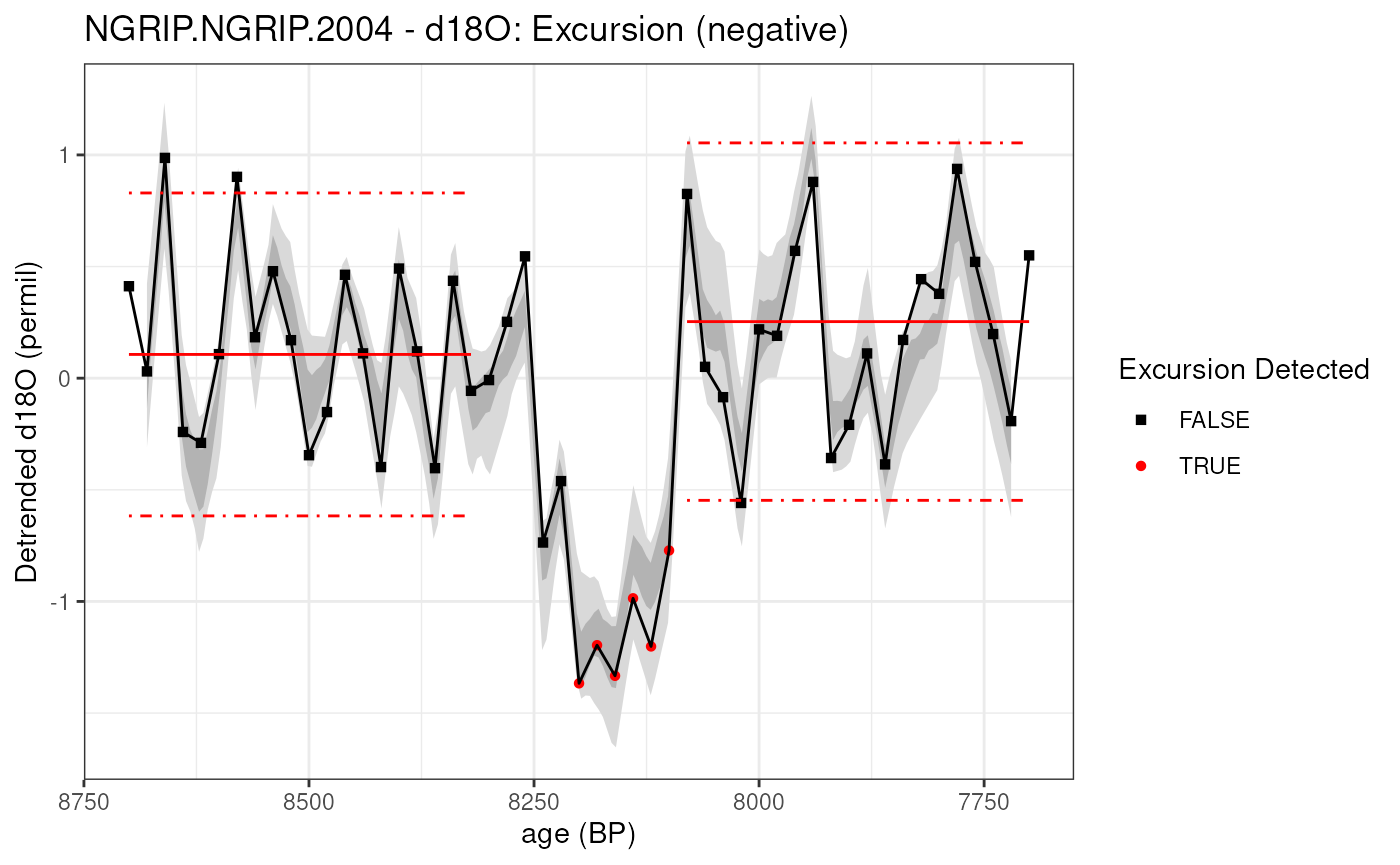 NGRIP.NGRIP.2004 - d18O: Excursion (negative)
Detrended d18O (permil)
1
0
-1
8750
8500
8250
8000
7750
age (BP)
Excursion Detected
FALSE
TRUE